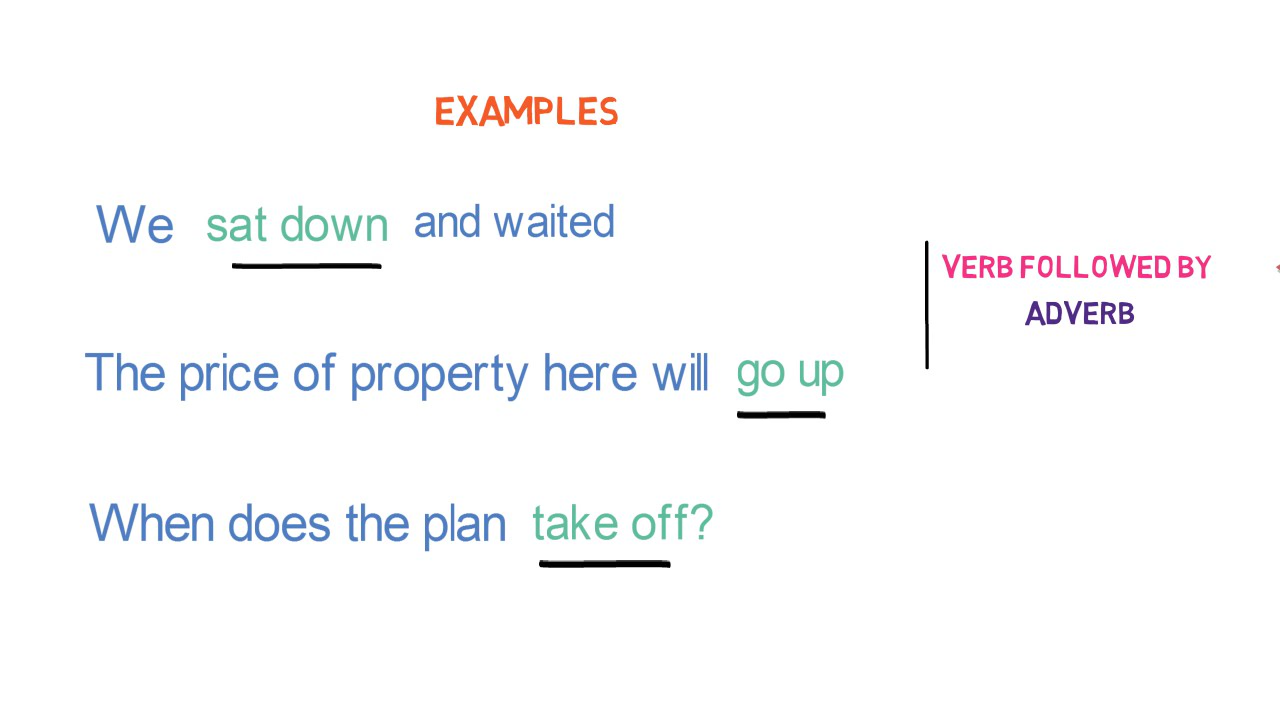 EXAMPLES
We sat down and waited
VERB FOLLOWED BY
ADVERB
The price of property here will go up
When does the plan take off?